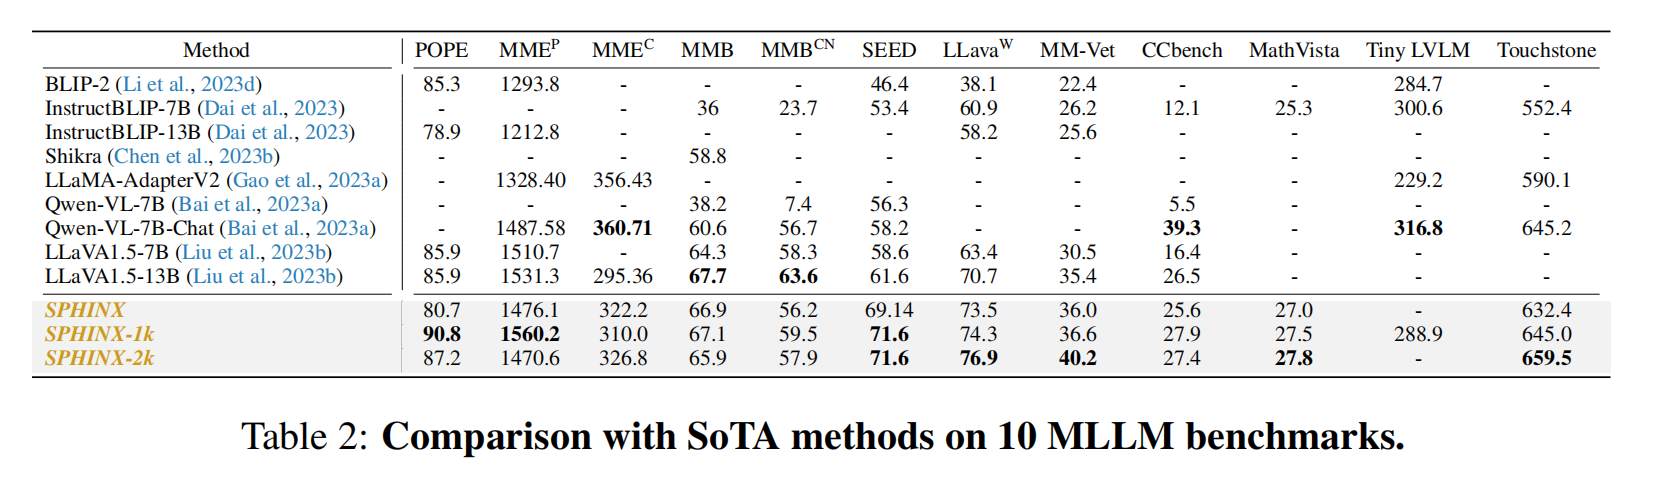 Method POPE MME^P MME^C MMB MMB^CN SEED LLava^W MM-Vet CCbench MathVista Tiny LVLM Touchstone
BLIP-2 (Li et al., 2023d) 85.3 1293.8 - - - 46.4 38.1 22.4 - - 284.7 -
InstructBLIP-7B (Dai et al., 2023) - - - 36 23.7 53.4 60.9 26.2 12.1 25.3 300.6 552.4
InstructBLIP-13B (Dai et al., 2023) 78.9 1212.8 - - - - 58.2 25.6 - - - -
Shikra (Chen et al., 2023b) - - - 58.8 - - - - - - - -
LLaMA-AdapterV2 (Gao et al., 2023a) - 1328.40 356.43 - - - - - - - 229.2 590.1
Qwen-VL-7B (Bai et al., 2023a) - - - 38.2 7.4 56.3 - - 5.5 - - -
Qwen-VL-7B-Chat (Bai et al., 2023a) - 1487.58 360.71 60.6 56.7 58.2 - - 39.3 - 316.8 645.2
LLaVA1.5-7B (Liu et al., 2023b) 85.9 1510.7 - 64.3 58.3 58.6 63.4 30.5 16.4 - - -
LLaVA1.5-13B (Liu et al., 2023b) 85.9 1531.3 295.36 67.7 63.6 61.6 70.7 35.4 26.5 - - -
SPHINX 80.7 1476.1 322.2 66.9 56.2 69.14 73.5 36.0 25.6 27.0 - 632.4
SPHINX-1k 90.8 1560.2 310.0 67.1 59.5 71.6 74.3 36.6 27.9 27.5 288.9 645.0
SPHINX-2k 87.2 1470.6 326.8 65.9 57.9 71.6 76.9 40.2 27.4 27.8 - 659.5
Table 2: Comparison with SoTA methods on 10 MLLM benchmarks.